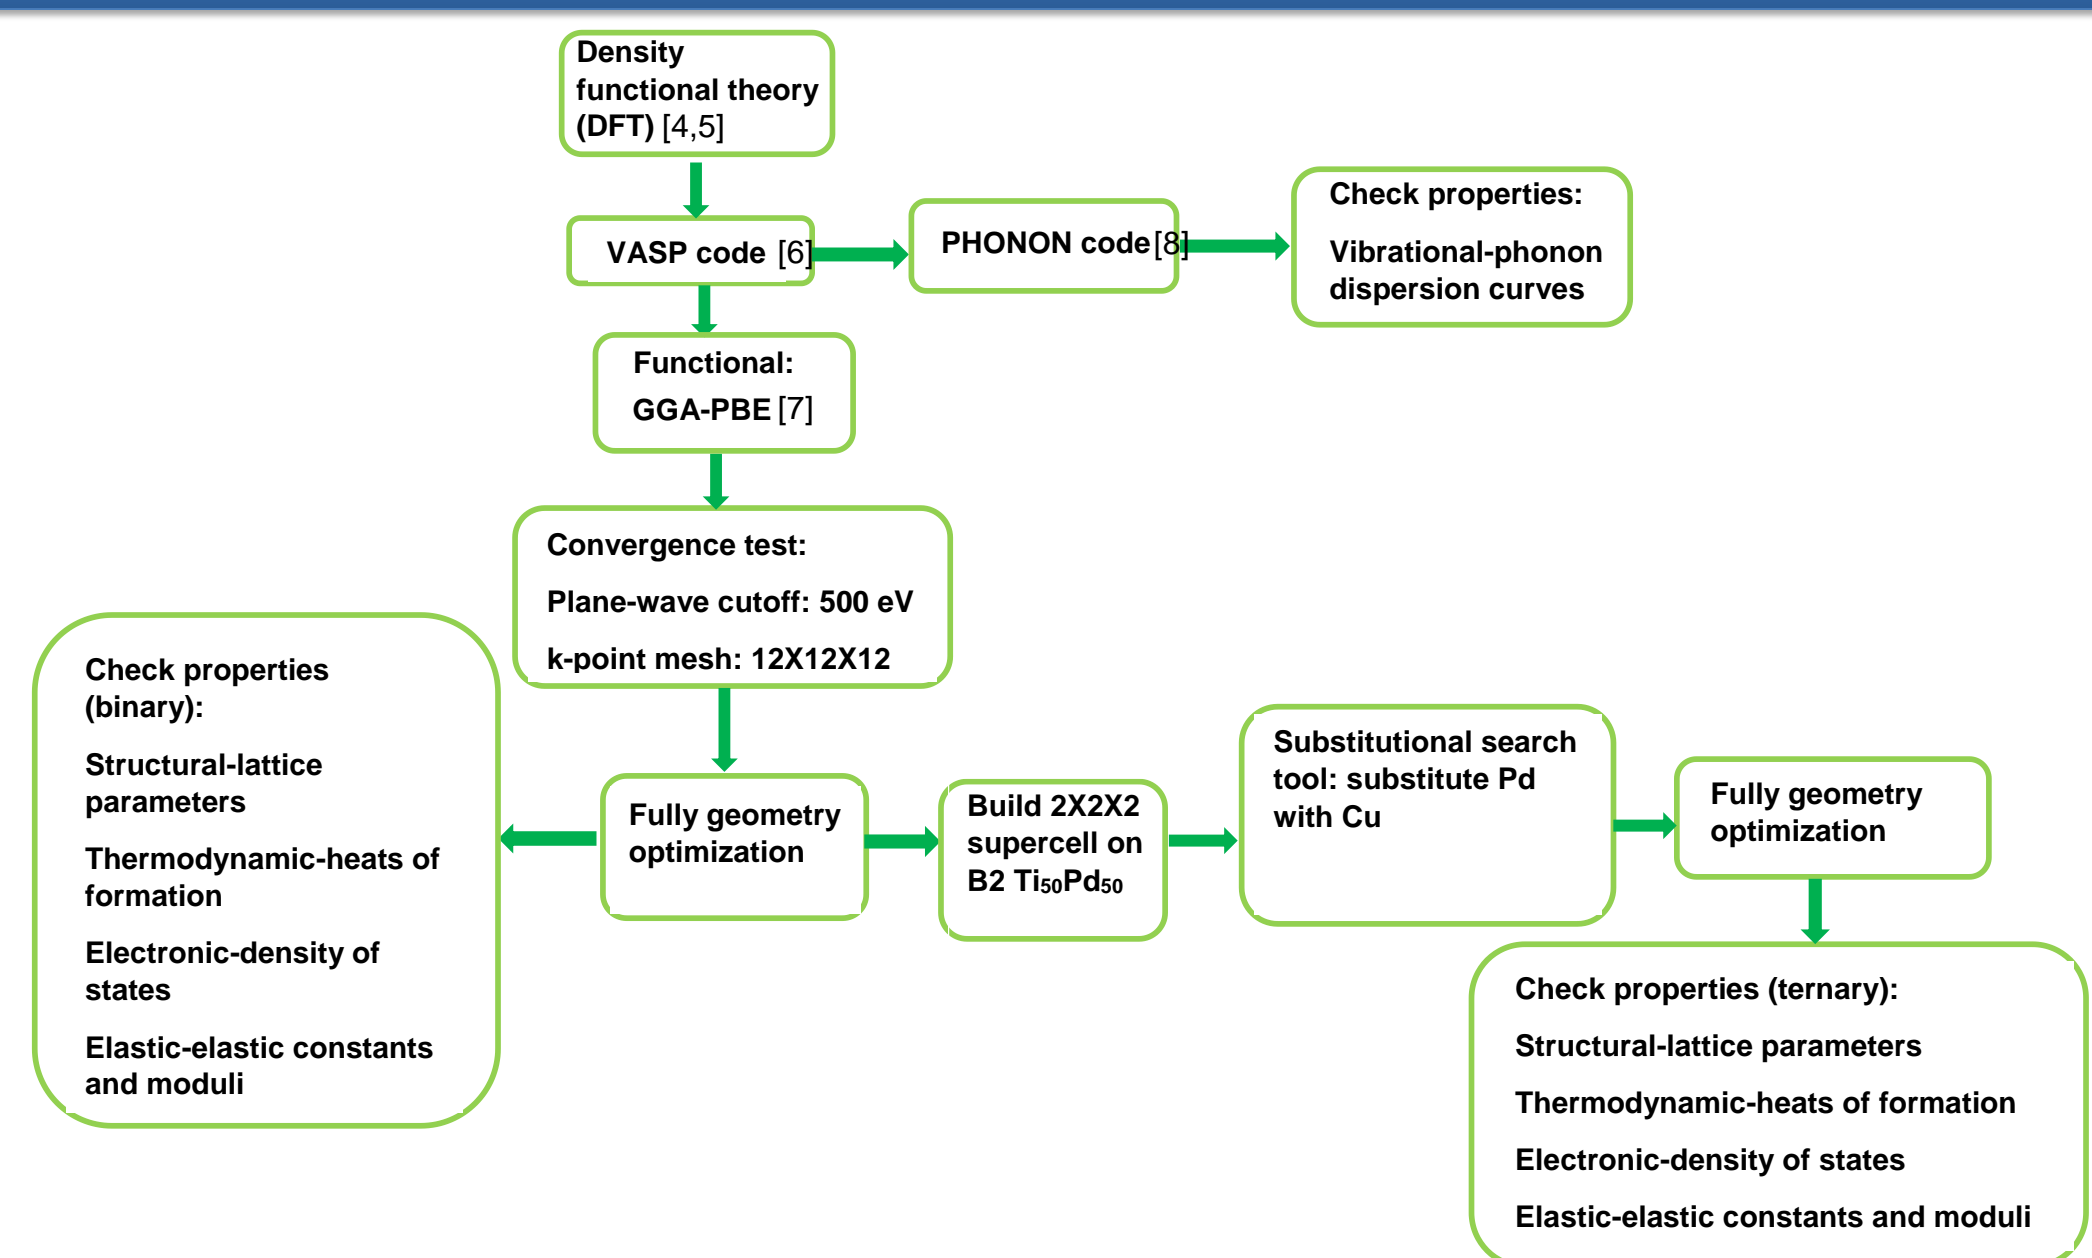 Density
functional theory
(DFT) [4,5]
VASP code [6]
PHONON code[8]
Check properties:
Vibrational-phonon
dispersion curves
Functional:
GGA-PBE [7]
Convergence test:
Plane-wave cutoff: 500 eV
k-point mesh: 12X12X12
Check properties
(binary):
Structural-lattice
parameters
Thermodynamic-heats of
formation
Electronic-density of
states
Elastic-elastic constants
and moduli
Fully geometry
optimization
Build 2X2X2
supercell on
B2 Ti₅₀Pd₅₀
Substitutional search
tool: substitute Pd
with Cu
Fully geometry
optimization
Check properties (ternary):
Structural-lattice parameters
Thermodynamic-heats of formation
Electronic-density of states
Elastic-elastic constants and moduli